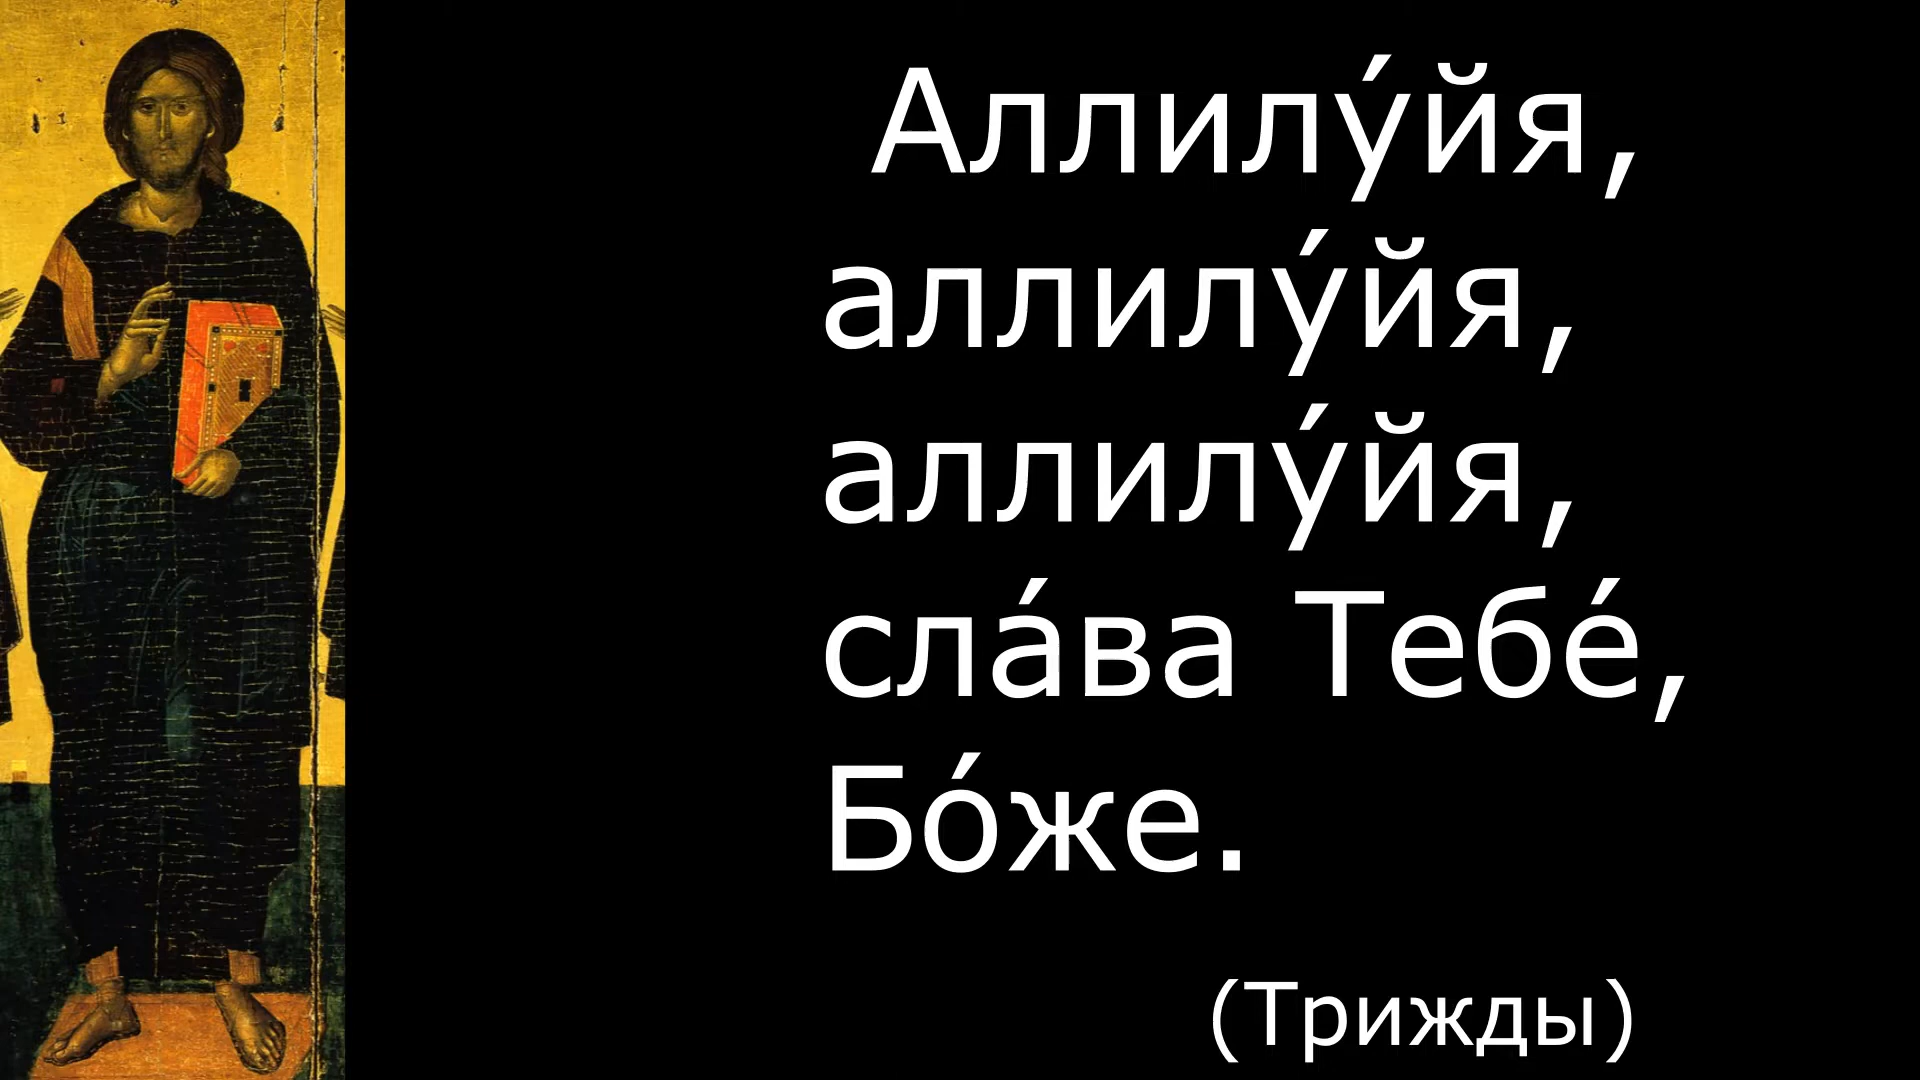 Аллилу́йя,
аллилу́йя,
аллилу́йя,
сла́ва Тебе́,
Бо́же.
(Трижды)